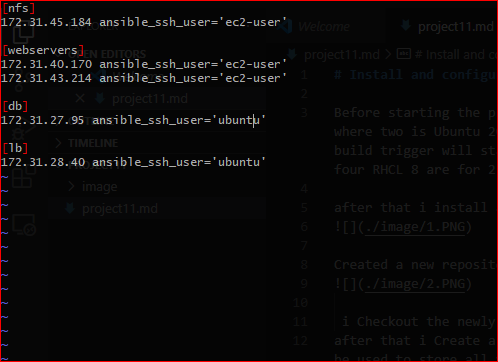 [nfs]
172.31.45.184 ansible_ssh_user='ec2-user'
[webservers]
172.31.40.170 ansible_ssh_user='ec2-user'
172.31.43.214 ansible_ssh_user='ec2-user'
[db]
172.31.27.95 ansible_ssh_user='ubuntu'
[lb]
172.31.28.40 ansible_ssh_user='ubuntu'
~
~
~
~
~
~
~
~
~
~
~
~
~
EN EDITORS
project11.md
TIMELINE
image
project11.md
Welcome
project11.md
project11.md > # Install and confi
1 # Install and configu
2
3 Before starting the p
where two is Ubuntu 20
build trigger will st
four RHCL 8 are for 2
4
5 after that i install
6 ![](./image/1.PNG)
7
8 Created a new reposit
9 ![](./image/2.PNG)
10
11 i Checkout the newly
12 after that i Create a
be used to store all